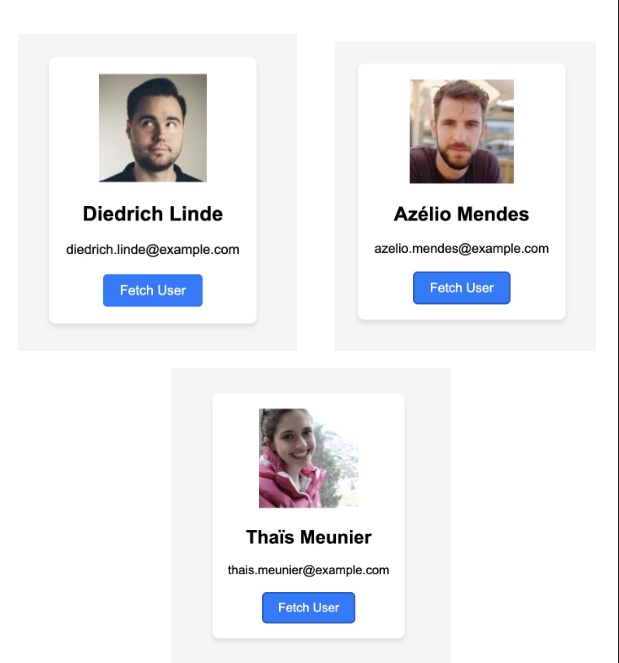 Diedrich Linde
diedrich.linde@example.com
Fetch User
Azélio Mendes
azelio.mendes@example.com
Fetch User
Thaïs Meunier
thais.meunier@example.com
Fetch User